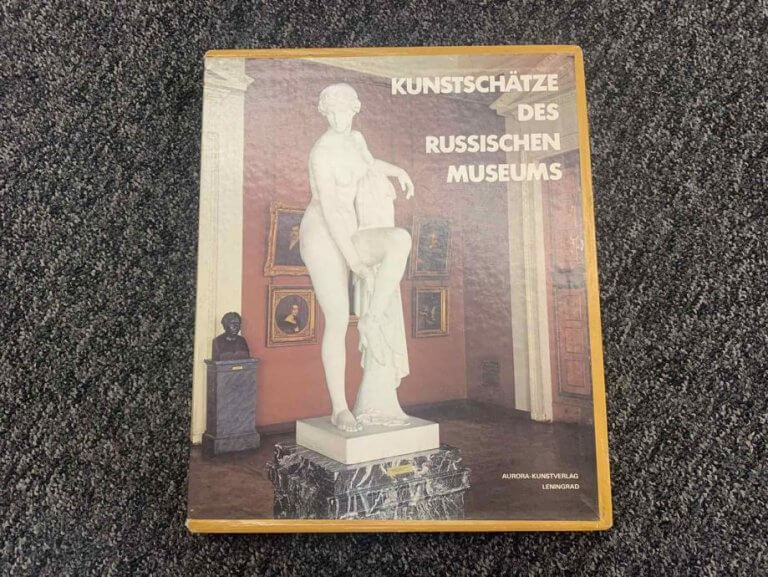 KUNSTSCHÄTZE
DES
RUSSISCHEN
MUSEUMS
AURORA-KUNSTVERLAG
LENINGRAD